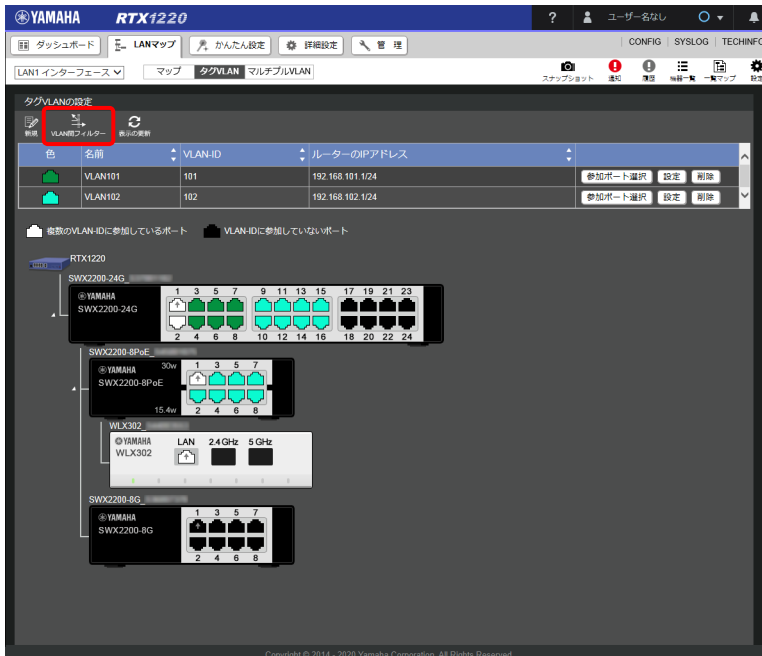 YAMAHA RTX1220 ? ユーザー名なし
ダッシュボード LANマップ かんたん設定 詳細設定 管 理 CONFIG SYSLOG TECHINFO
LAN1 インターフェース マップ タグVLAN マルチプルVLAN スナップショット 通知 履歴 機器一覧 一覧マップ 設定
タグVLANの設定
新規 VLAN間フィルター 表示の更新
色 名前 VLAN-ID ルーターのIPアドレス
VLAN101 101 192.168.101.1/24 参加ポート選択 設定 削除
VLAN102 102 192.168.102.1/24 参加ポート選択 設定 削除
複数のVLAN-IDに参加しているポート VLAN-IDに参加していないポート
RTX1220
SWX2200-24G_
1 3 5 7 9 11 13 15 17 19 21 23
YAMAHA
SWX2200-24G
2 4 6 8 10 12 14 16 18 20 22 24
SWX2200-8PoE_
YAMAHA 30w 1 3 5 7
SWX2200-8PoE
15.4w 2 4 6 8
WLX302_
YAMAHA LAN 2.4 GHz 5 GHz
WLX302
SWX2200-8G_
YAMAHA 1 3 5 7
SWX2200-8G
2 4 6 8
Copyright © 2014 - 2020 Yamaha Corporation. All Rights Reserved.